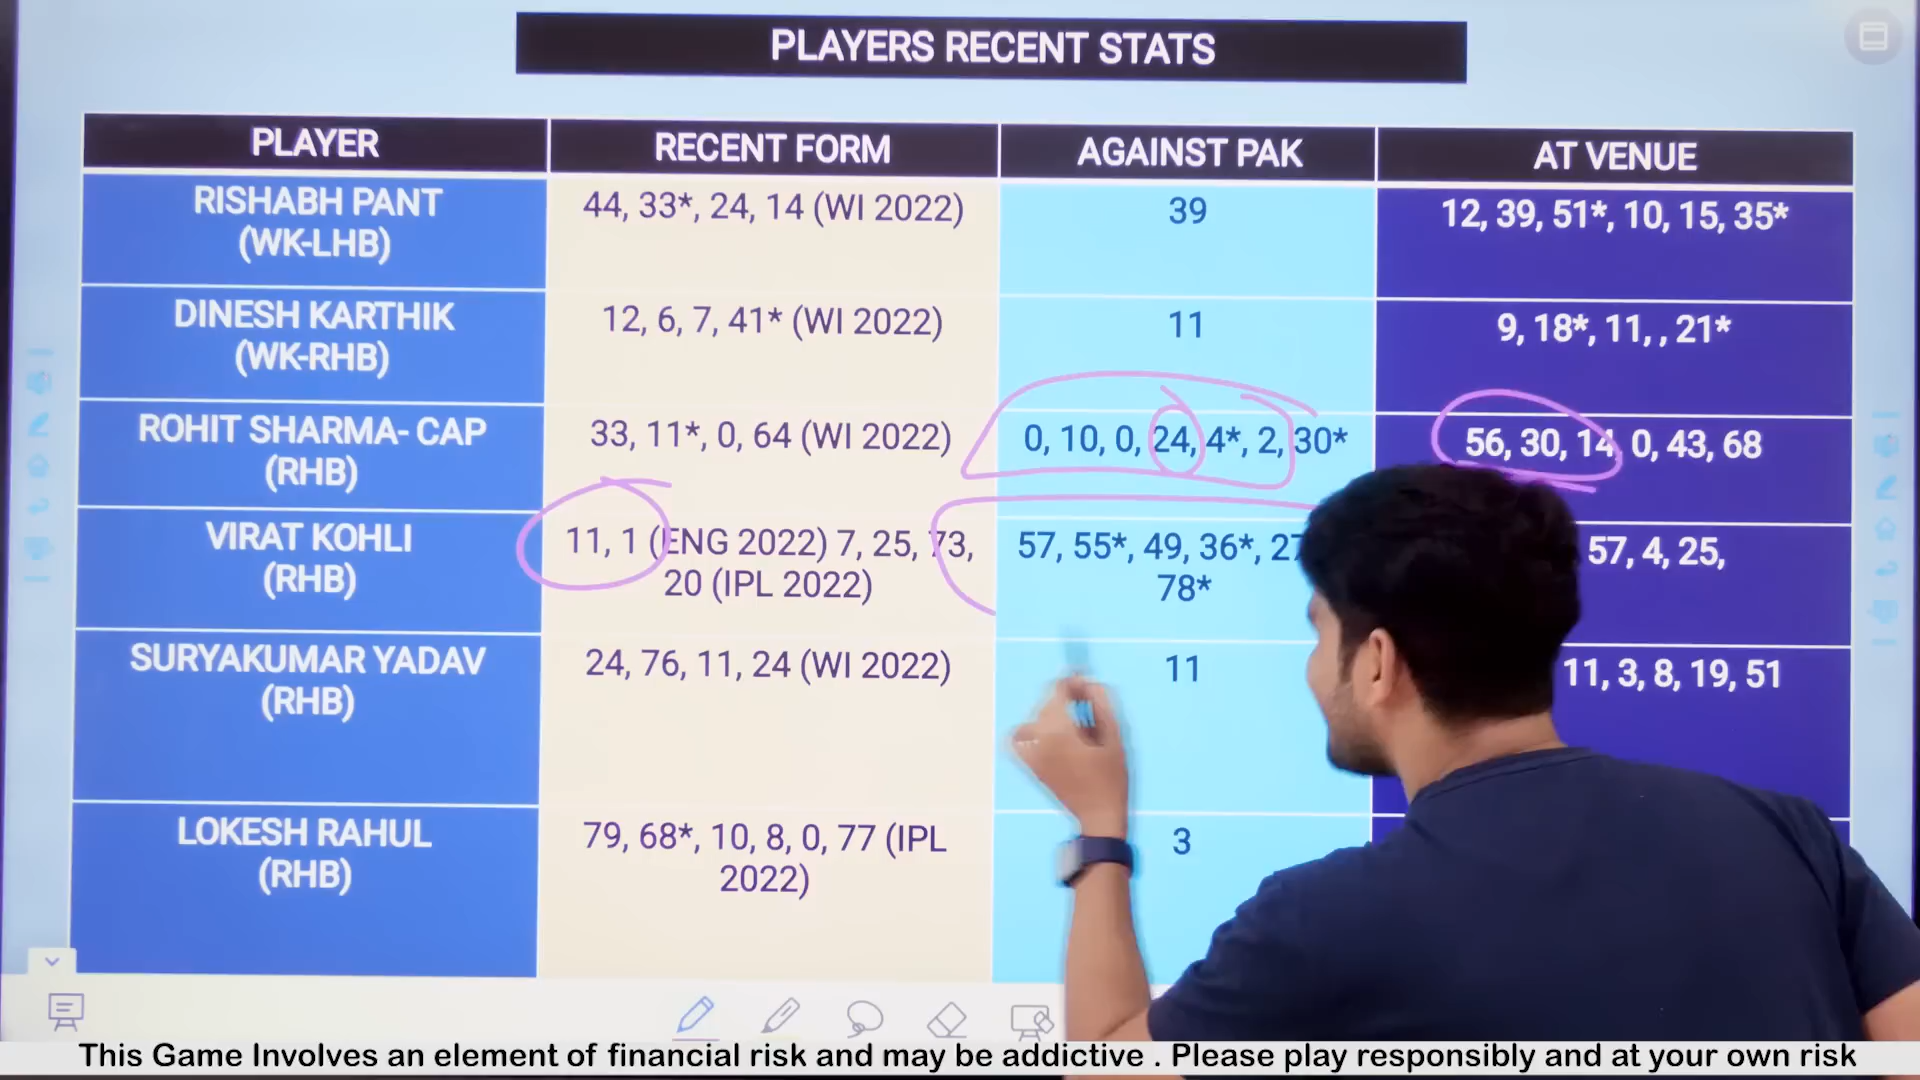 PLAYERS RECENT STATS
PLAYER RECENT FORM AGAINST PAK AT VENUE
RISHABH PANT
(WK-LHB)
44, 33*, 24, 14 (WI 2022)
39
12, 39, 51*, 10, 15, 35*
DINESH KARTHIK
(WK-RHB)
12, 6, 7, 41* (WI 2022)
11
9, 18*, 11, , 21*
ROHIT SHARMA- CAP
(RHB)
33, 11*, 0, 64 (WI 2022)
0, 10, 0, 24, 4*, 2, 30*
56, 30, 14, 0, 43, 68
VIRAT KOHLI
(RHB)
11, 1 (ENG 2022) 7, 25, 73,
20 (IPL 2022)
57, 55*, 49, 36*, 27
78*
57, 4, 25,
SURYAKUMAR YADAV
(RHB)
24, 76, 11, 24 (WI 2022)
11
11, 3, 8, 19, 51
LOKESH RAHUL
(RHB)
79, 68*, 10, 8, 0, 77 (IPL
2022)
3
This Game Involves an element of financial risk and may be addictive . Please play responsibly and at your own risk